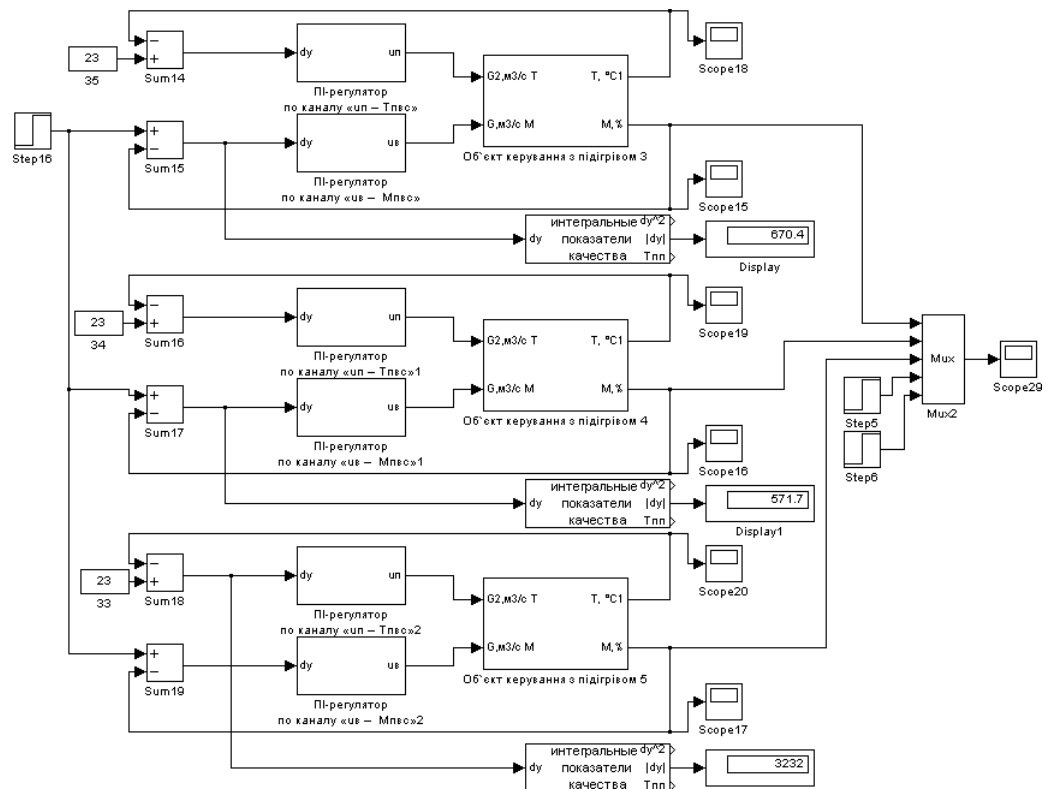 23
35
Sum14
dy
uп
ПІ-регулятор
по каналу «uп – Tпвс»
G2,м3/с T
T, °C1
G,м3/с M
M,%
Об`єкт керування з підігрівом 3
Scope18
Step16
Sum15
dy
uв
ПІ-регулятор
по каналу «uв – Mпвс»
Scope15
dy
интегральные
показатели
качества
dy^2
|dy|
Tпп
670.4
Display
23
34
Sum16
dy
uп
ПІ-регулятор
по каналу «uп – Tпвс»1
G2,м3/с T
T, °C1
G,м3/с M
M,%
Об`єкт керування з підігрівом 4
Scope19
Sum17
dy
uв
ПІ-регулятор
по каналу «uв – Mпвс»1
Scope16
dy
интегральные
показатели
качества
dy^2
|dy|
Tпп
571.7
Display1
Mux
Mux2
Scope29
Step5
Step6
23
33
Sum18
dy
uп
ПІ-регулятор
по каналу «uп – Tпвс»2
G2,м3/с T
T, °C1
G,м3/с M
M,%
Об`єкт керування з підігрівом 5
Scope20
Sum19
dy
uв
ПІ-регулятор
по каналу «uв – Mпвс»2
Scope17
dy
интегральные
показатели
качества
dy^2
|dy|
Tпп
3232